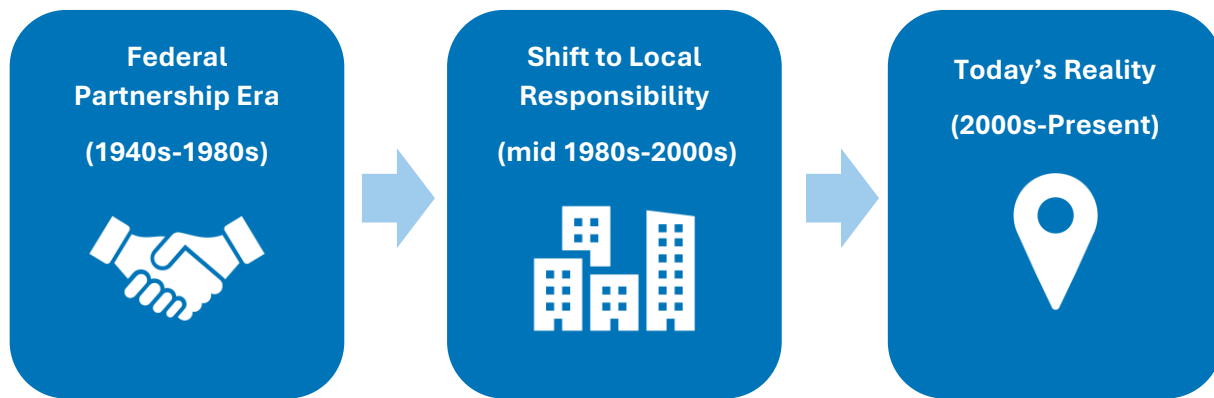 Federal
Partnership Era
(1940s-1980s)
Shift to Local
Responsibility
(mid 1980s-2000s)
Today’s Reality
(2000s-Present)